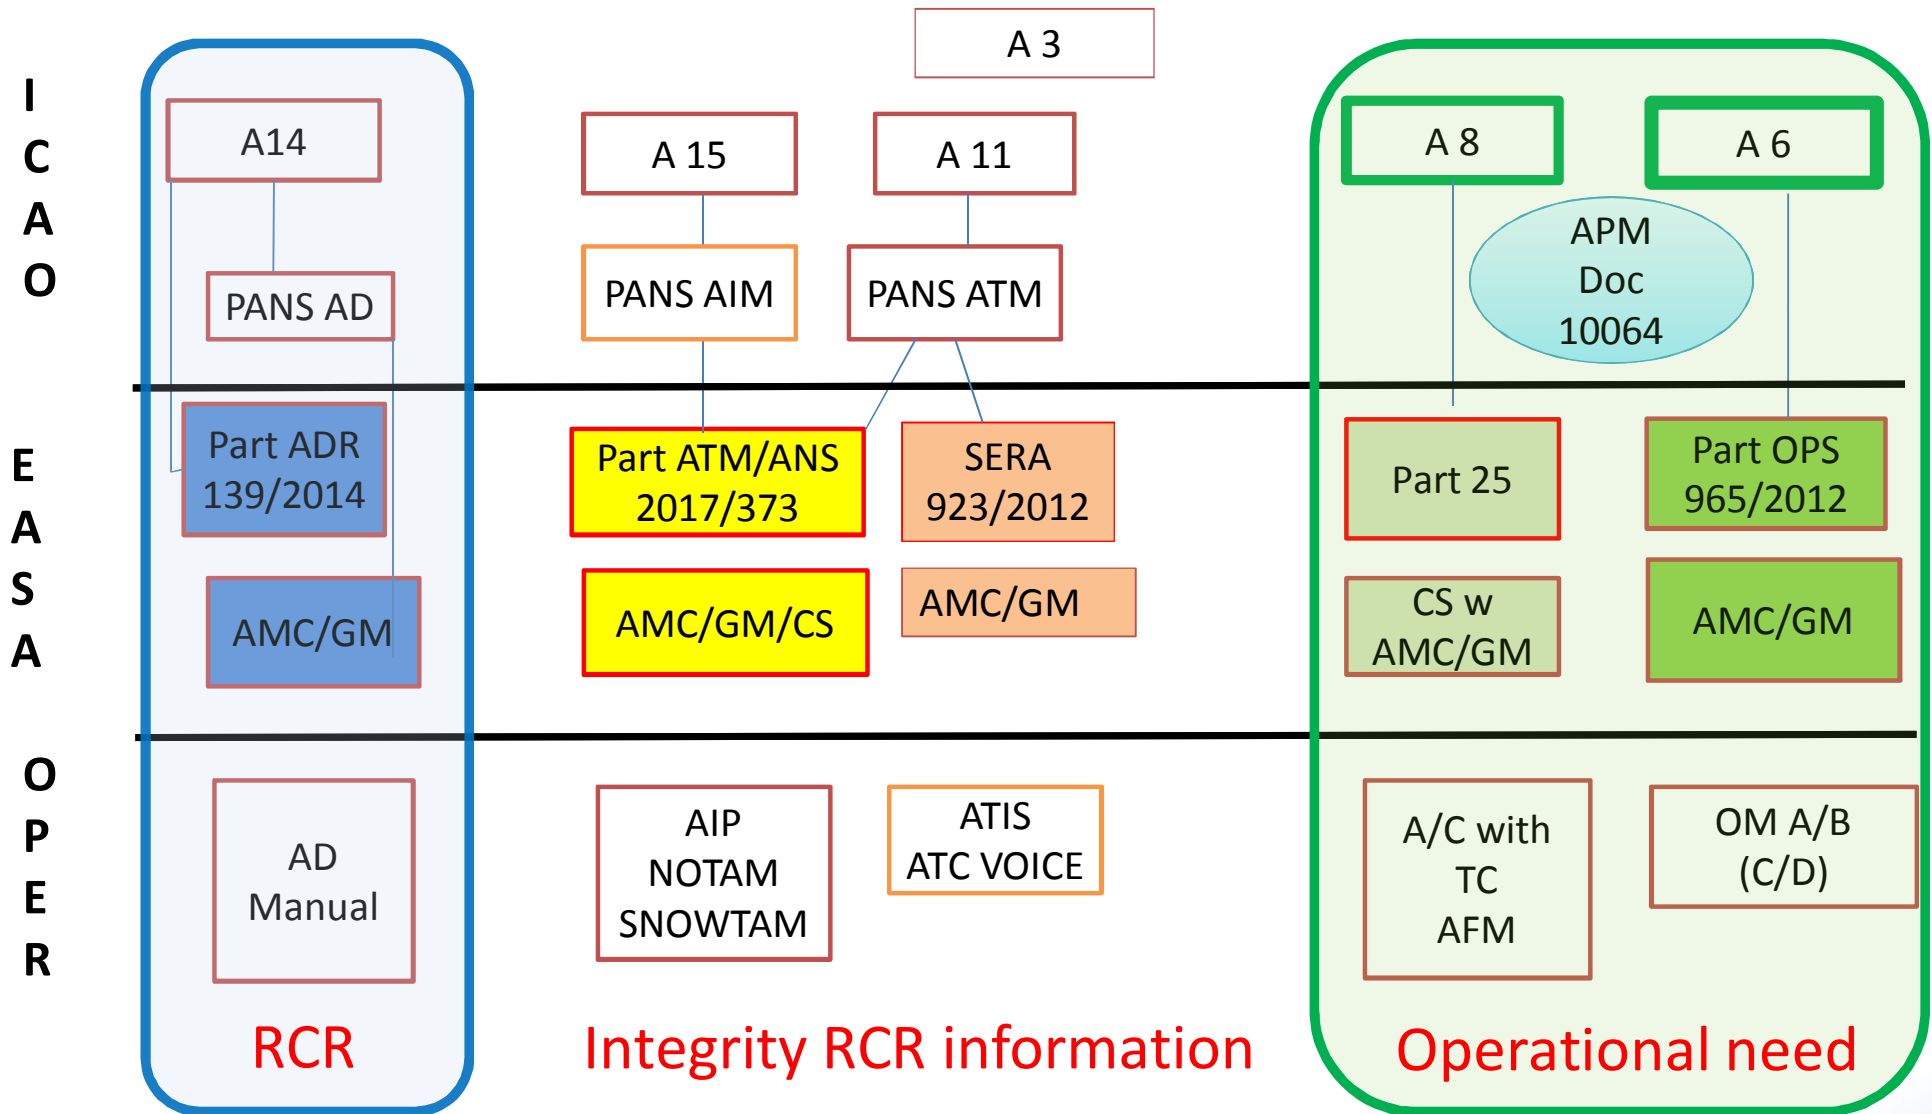 I
C
A
O
A 3
A14
A 15
A 11
A 8
A 6
PANS AD
PANS AIM
PANS ATM
APM
Doc
10064
E
A
S
A
Part ADR
139/2014
Part ATM/ANS
2017/373
SERA
923/2012
Part 25
Part OPS
965/2012
AMC/GM
AMC/GM/CS
AMC/GM
CS w
AMC/GM
AMC/GM
O
P
E
R
AD
Manual
AIP
NOTAM
SNOWTAM
ATIS
ATC VOICE
A/C with
TC
AFM
OM A/B
(C/D)
RCR
Integrity RCR information
Operational need